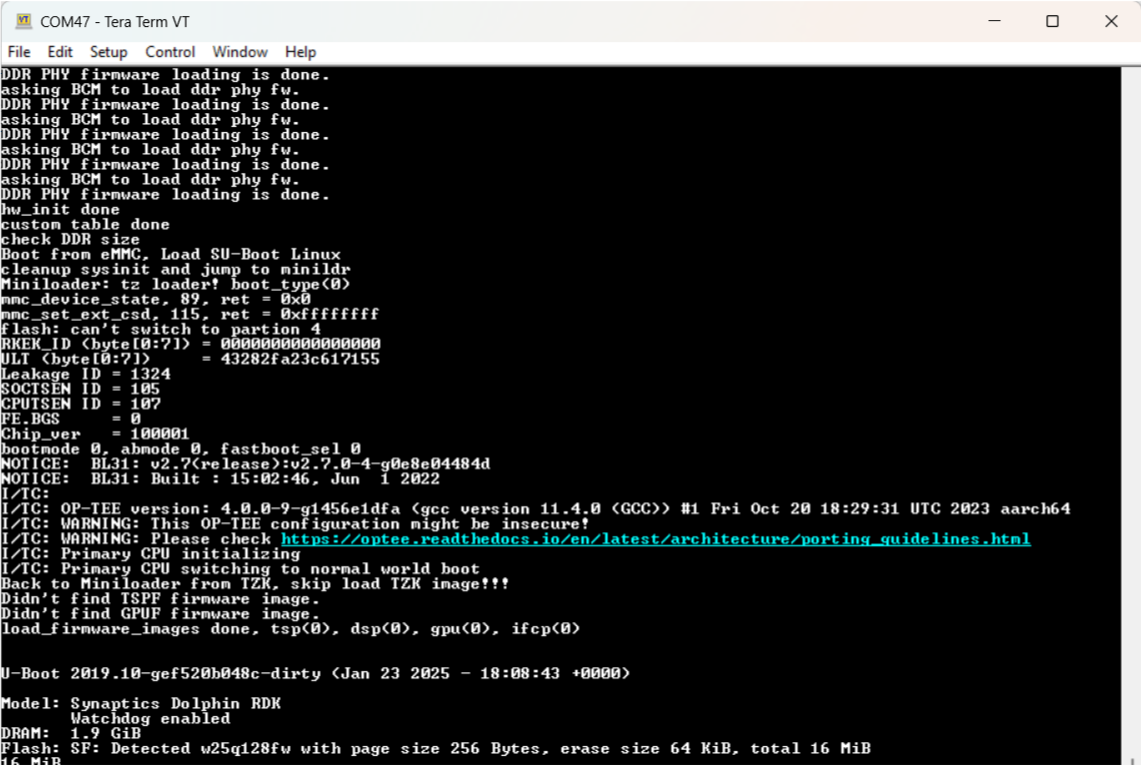 COM47 - Tera Term VT
File Edit Setup Control Window Help
DDR PHY firmware loading is done.
asking BCM to load ddr phy fw.
DDR PHY firmware loading is done.
asking BCM to load ddr phy fw.
DDR PHY firmware loading is done.
asking BCM to load ddr phy fw.
DDR PHY firmware loading is done.
asking BCM to load ddr phy fw.
DDR PHY firmware loading is done.
hw_init done
custom table done
check DDR size
Boot from eMMC, Load SU-Boot Linux
cleanup sysinit and jump to minildr
Miniloader: tz loader! boot_type(0)
mmc_device_state, 89, ret = 0x0
mmc_set_ext_csd, 115, ret = 0xffffffff
flash: can't switch to partion 4
RKEK_ID (byte[0:7]) = 0000000000000000
ULT (byte[0:7])     = 43282fa23c617155
Leakage ID = 1324
SOCTSEN ID = 105
CPUTSEN ID = 107
FE.BGS     = 0
Chip_ver   = 100001
bootmode 0, abmode 0, fastboot_sel 0
NOTICE:  BL31: v2.7(release):v2.7.0-4-g0e8e04484d
NOTICE:  BL31: Built : 15:02:46, Jun  1 2022
I/TC:
I/TC: OP-TEE version: 4.0.0-9-g1456e1dfa (gcc version 11.4.0 (GCC)) #1 Fri Oct 20 18:29:31 UTC 2023 aarch64
I/TC: WARNING: This OP-TEE configuration might be insecure!
I/TC: WARNING: Please check https://optee.readthedocs.io/en/latest/architecture/porting_guidelines.html
I/TC: Primary CPU initializing
I/TC: Primary CPU switching to normal world boot
Back to Miniloader from TZK, skip load TZK image!!!
Didn't find TSPF firmware image.
Didn't find GPUF firmware image.
load_firmware_images done, tsp(0), dsp(0), gpu(0), ifcp(0)
U-Boot 2019.10-gef520b048c-dirty (Jan 23 2025 - 18:08:43 +0000)
Model: Synaptics Dolphin RDK
Watchdog enabled
DRAM:  1.9 GiB
Flash: SF: Detected w25q128fw with page size 256 Bytes, erase size 64 KiB, total 16 MiB
16 MiB